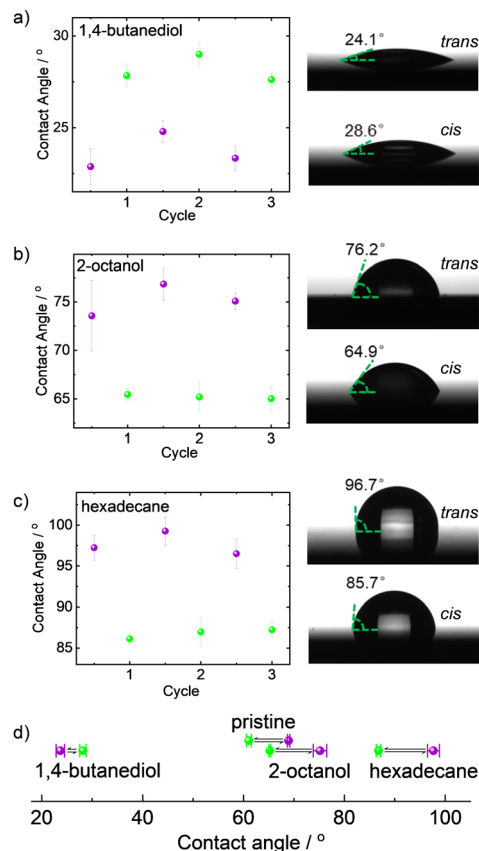 a)
1,4-butanediol
30
25
Contact Angle / °
1
2
3
Cycle
24.1°
trans
28.6°
cis
b)
2-octanol
75
70
65
Contact Angle / °
1
2
3
Cycle
76.2°
trans
64.9°
cis
c)
hexadecane
100
95
90
85
Contact Angle / °
1
2
3
Cycle
96.7°
trans
85.7°
cis
d)
pristine
1,4-butanediol
2-octanol
hexadecane
20
40
60
80
100
Contact angle / °